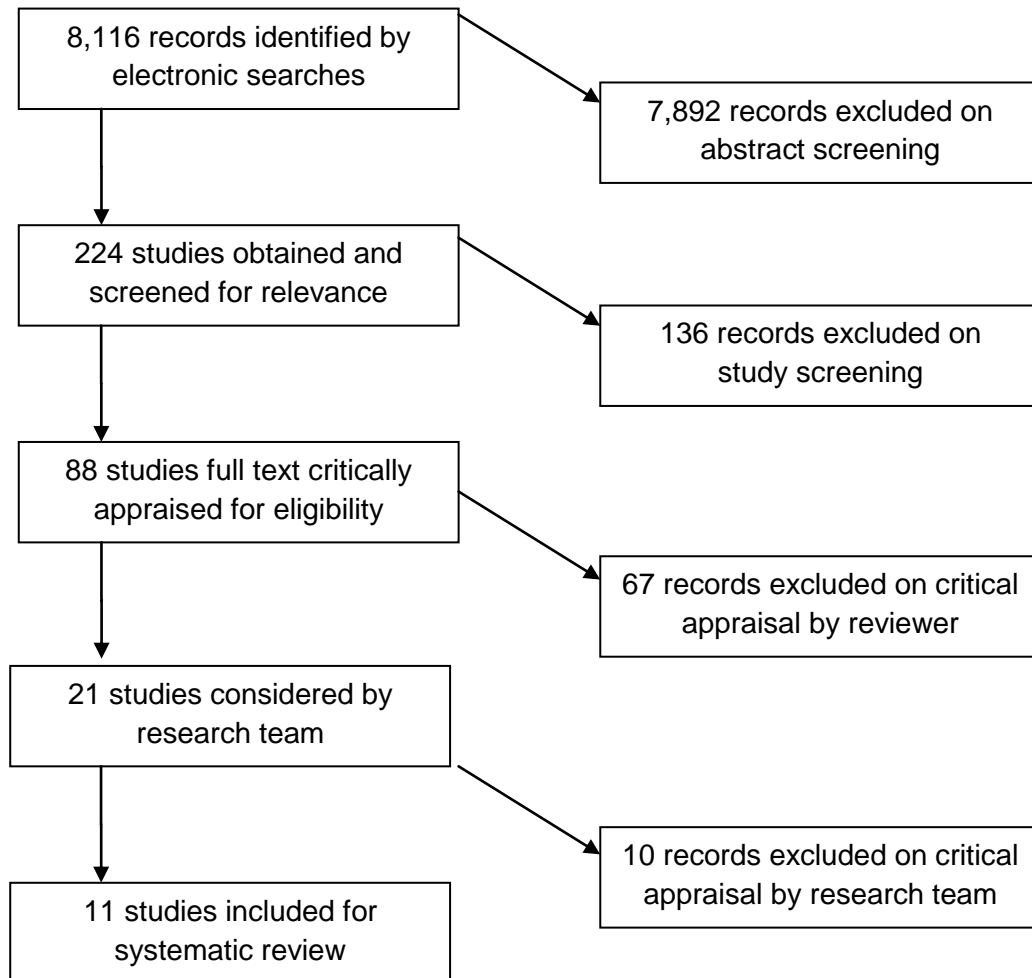 8,116 records identified by
electronic searches
7,892 records excluded on
abstract screening
224 studies obtained and
screened for relevance
136 records excluded on
study screening
88 studies full text critically
appraised for eligibility
67 records excluded on critical
appraisal by reviewer
21 studies considered by
research team
10 records excluded on critical
appraisal by research team
11 studies included for
systematic review